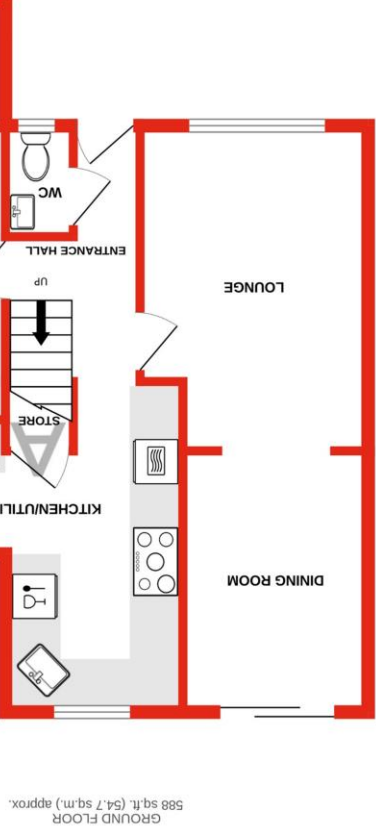 GROUND FLOOR
588 sq.ft. (54.7 sq.m.) approx.
DINING ROOM
KITCHEN/UTILI
STORE
A
LOUNGE
UP
ENTRANCE HALL
WC